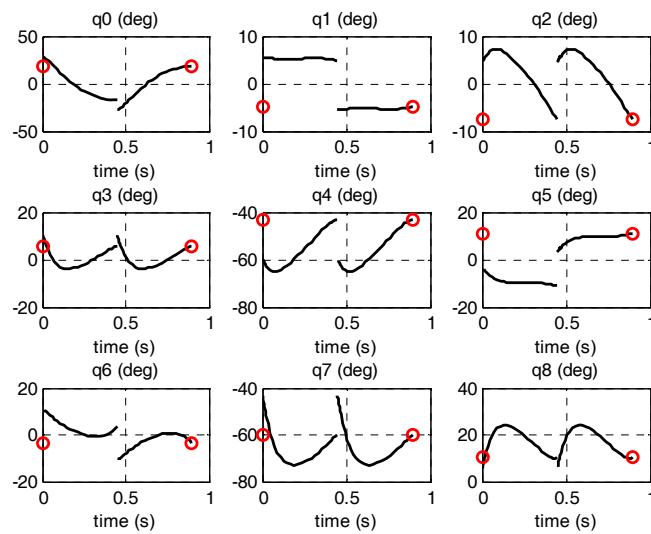 q0 (deg) q1 (deg) q2 (deg)
50 10 10
0 0 0
-50 -10 -10
0 0.5 1 0 0.5 1 0 0.5 1
time (s) time (s) time (s)
q3 (deg) q4 (deg) q5 (deg)
20 -40 20
0 -60 0
-20 -80 -20
0 0.5 1 0 0.5 1 0 0.5 1
time (s) time (s) time (s)
q6 (deg) q7 (deg) q8 (deg)
20 -40 40
0 -60 20
-20 -80 0
0 0.5 1 0 0.5 1 0 0.5 1
time (s) time (s) time (s)